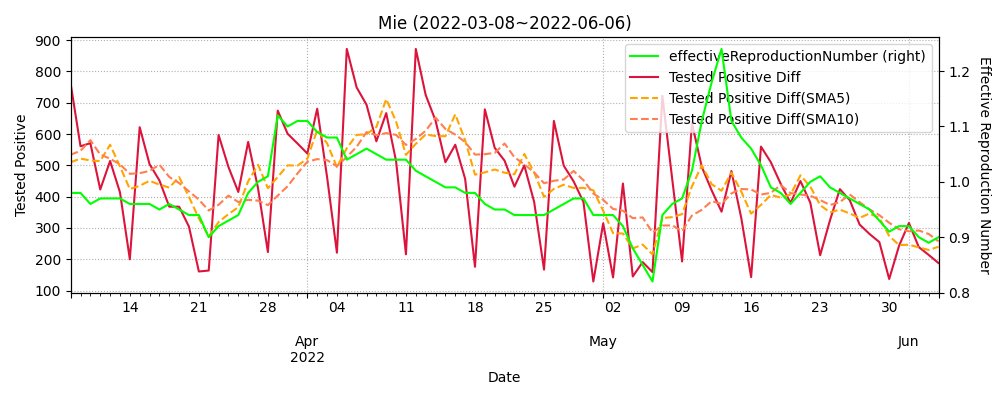 Mie (2022-03-08~2022-06-06)
effectiveReproductionNumber (right)
Tested Positive Diff
Tested Positive Diff(SMA5)
Tested Positive Diff(SMA10)
Tested Positive
900
800
700
600
500
400
300
200
100
Effective Reproduction Number
1.2
1.1
1.0
0.9
0.8
14 21 28 04 11 18 25 02 09 16 23 30
Apr May Jun
2022
Date